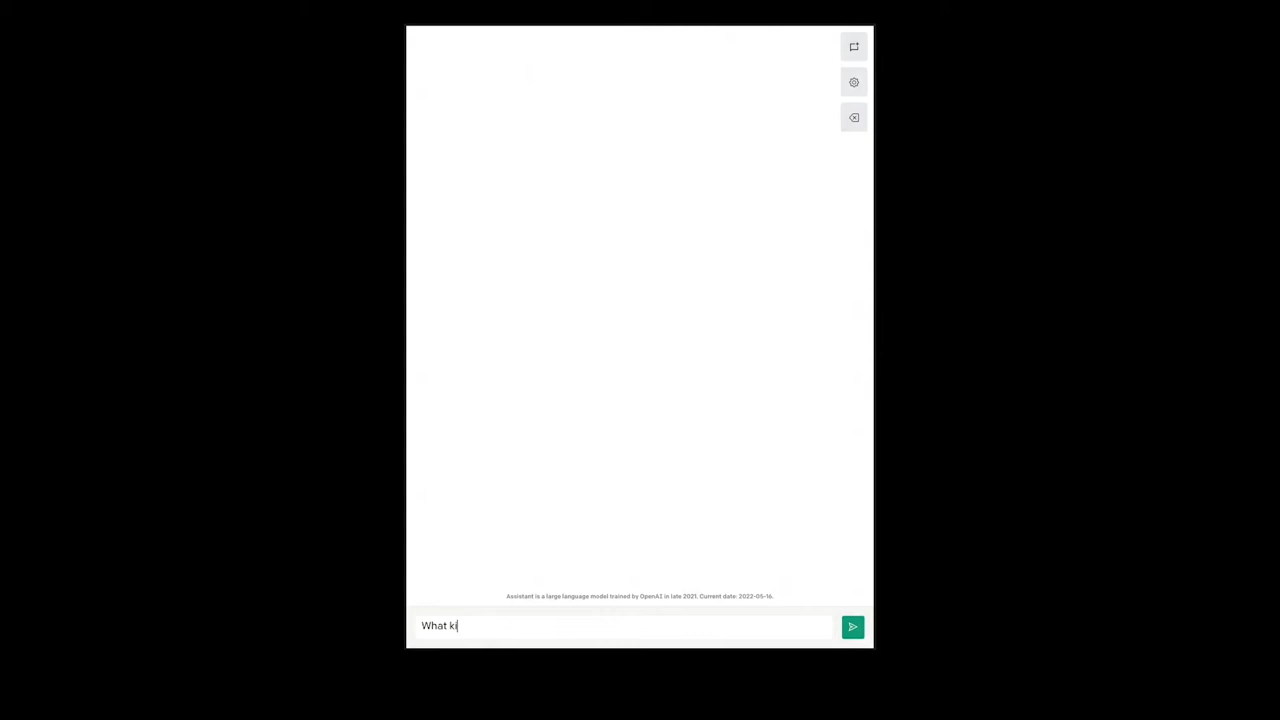 Assistant is a large language model trained by OpenAI in late 2021. Current date: 2022-05-16.
What ki